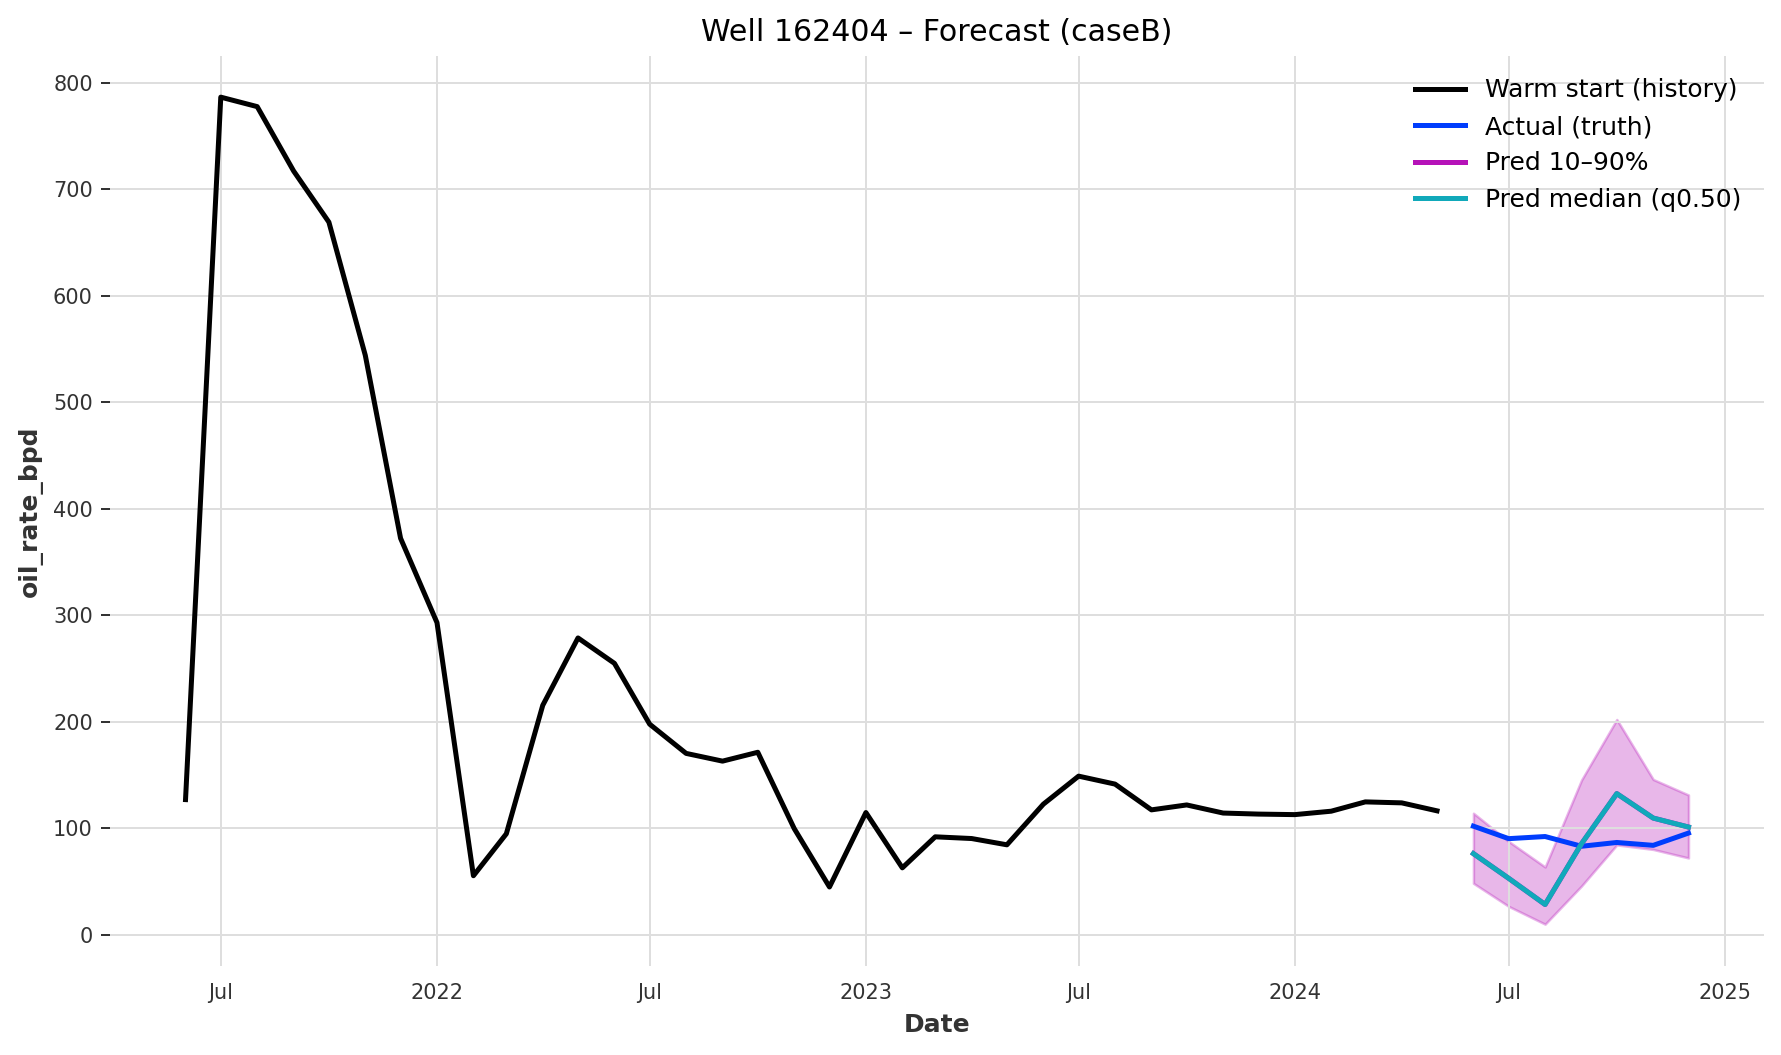 Well 162404 – Forecast (caseB)
Warm start (history)
Actual (truth)
Pred 10–90%
Pred median (q0.50)
oil_rate_bpd
800
700
600
500
400
300
200
100
0
Jul 2022 Jul 2023 Jul 2024 Jul 2025
Date